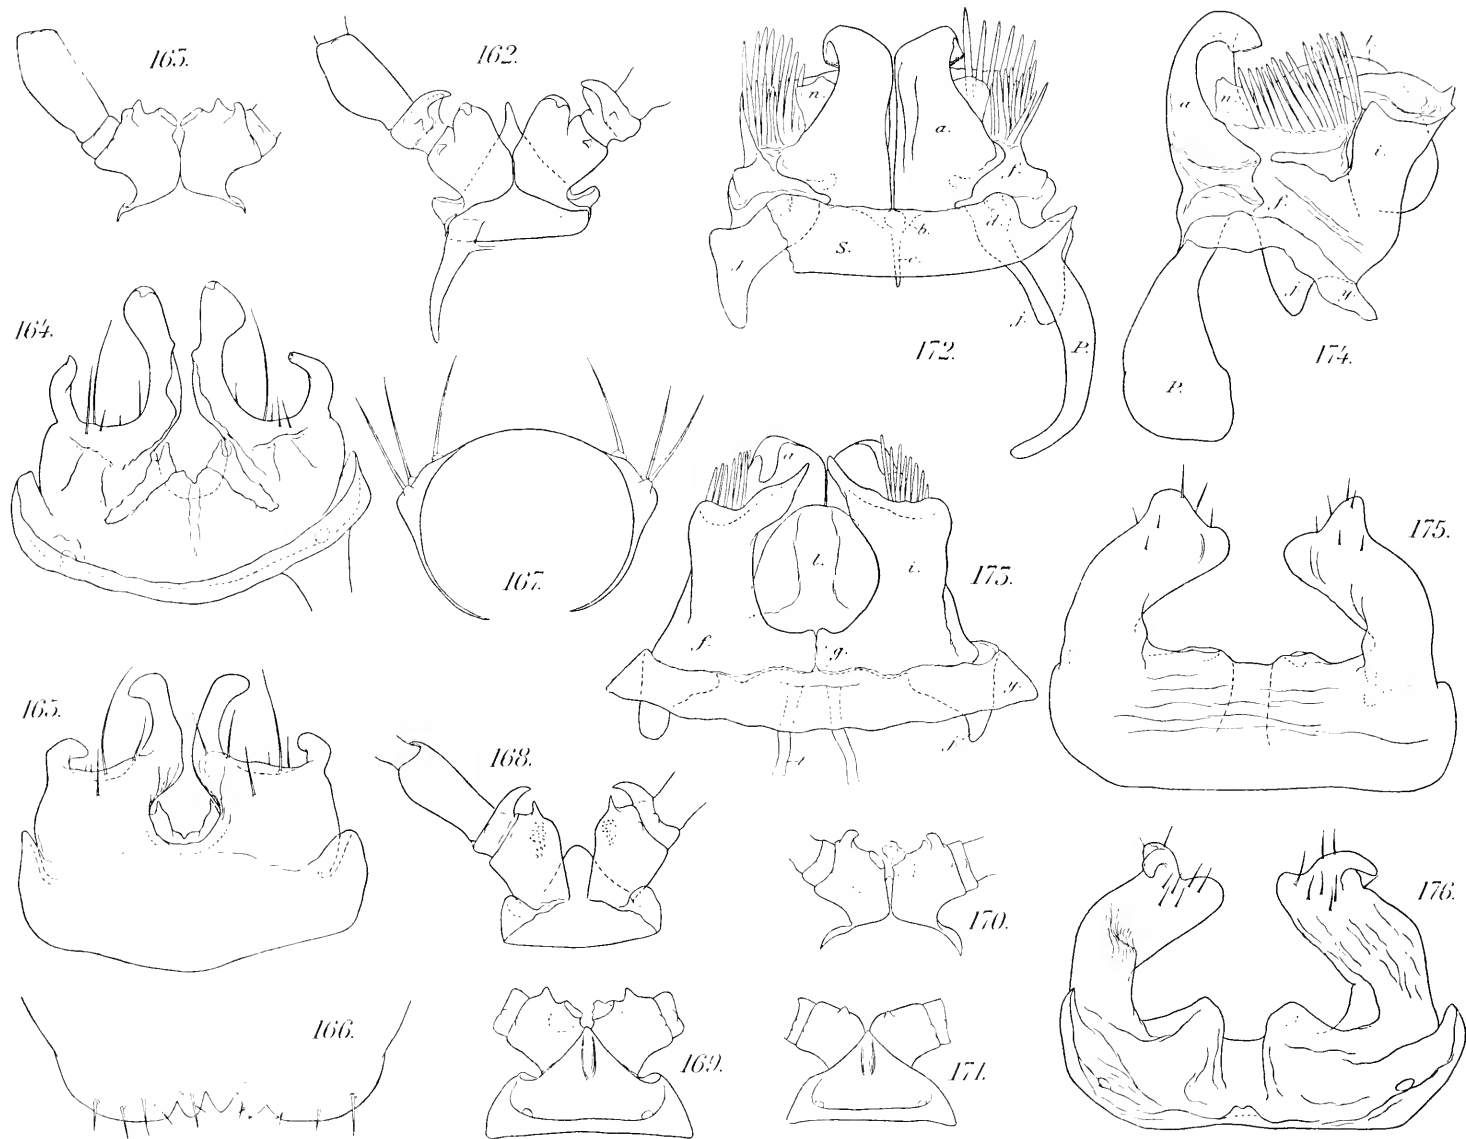 163.
162.
n.
a.
f.
S.
b.
c.
d.
j.
P.
172.
a
n.
l.
i.
f.
j.
y.
P.
174.
164.
167.
a
l.
i.
f.
g.
y.
173.
175.
165.
168.
170.
176.
166.
169.
171.